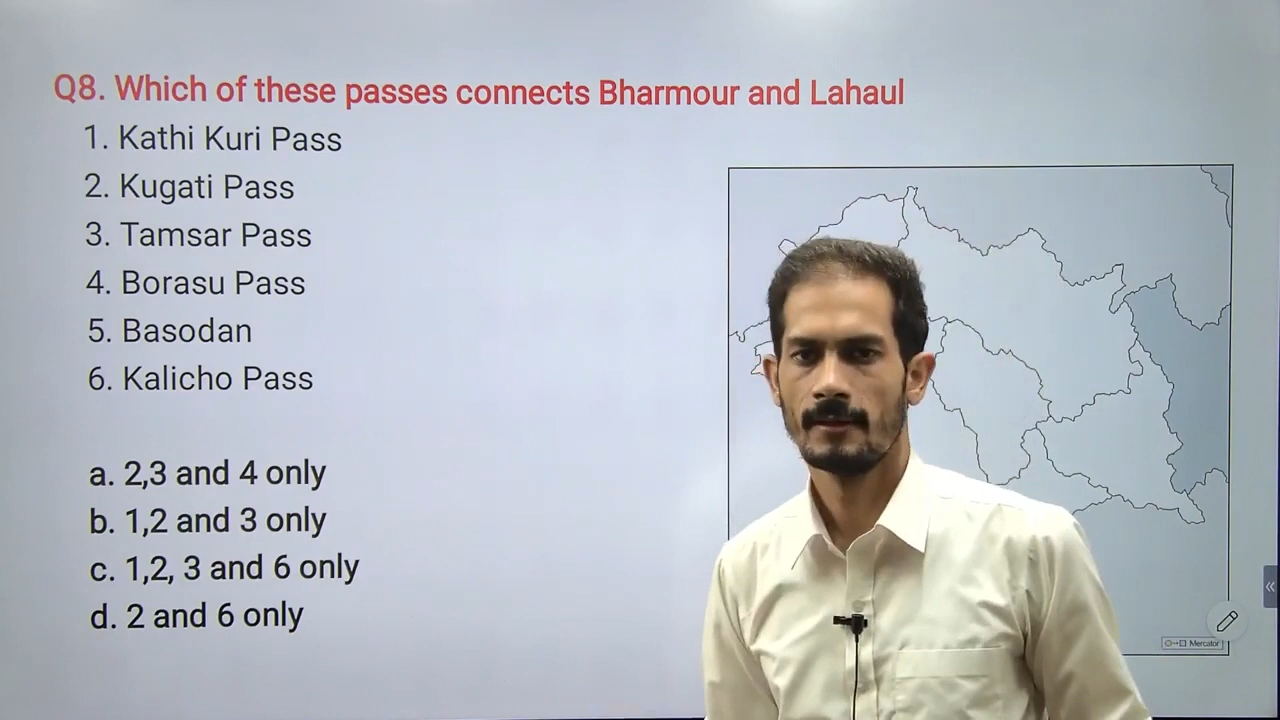 Q8. Which of these passes connects Bharmour and Lahaul
1. Kathi Kuri Pass
2. Kugati Pass
3. Tamsar Pass
4. Borasu Pass
5. Basodan
6. Kalicho Pass
a. 2,3 and 4 only
b. 1,2 and 3 only
c. 1,2, 3 and 6 only
d. 2 and 6 only
Mercator